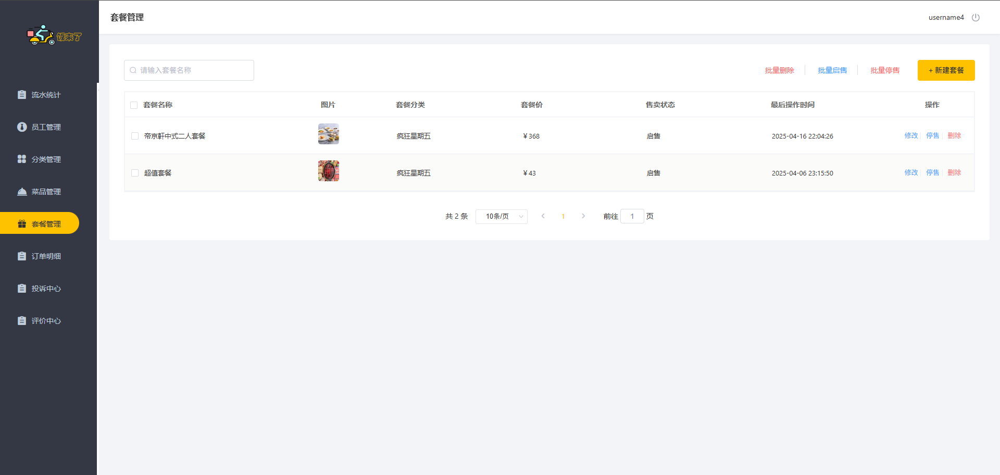 饭来了
套餐管理
username4
流水统计
员工管理
分类管理
菜品管理
套餐管理
订单明细
投诉中心
评价中心
请输入套餐名称
批量删除 批量启售 批量停售 + 新建套餐
套餐名称 图片 套餐分类 套餐价 售卖状态 最后操作时间 操作
帝京軒中式二人套餐 疯狂星期五 ￥368 启售 2025-04-16 22:04:26 修改 停售 删除
超值套餐 疯狂星期五 ￥43 启售 2025-04-06 23:15:50 修改 停售 删除
共 2 条 10条/页 1 前往 1 页